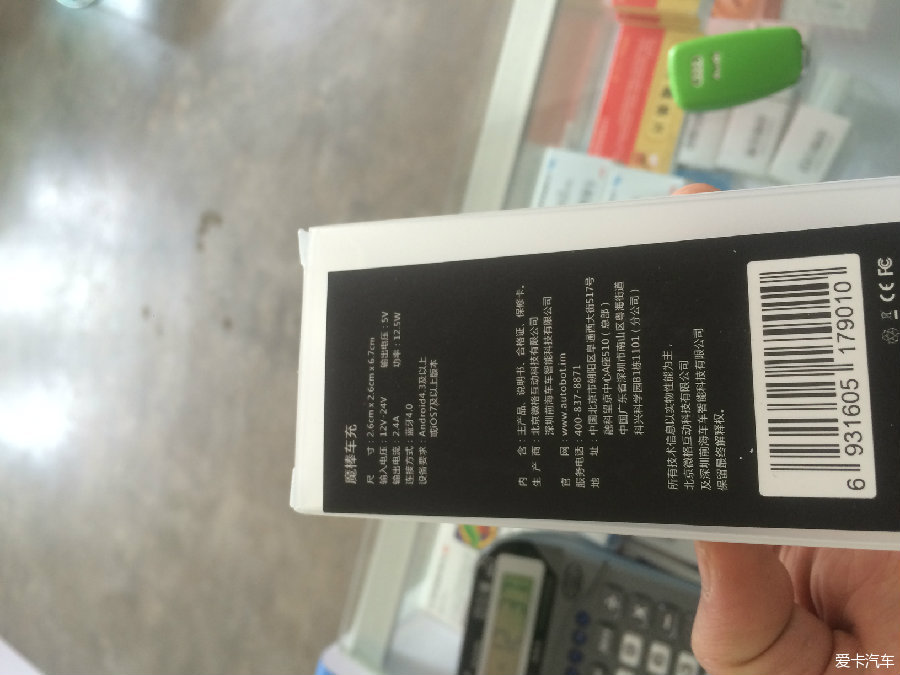 魔棒车充
尺 寸：2.6cmx2.6cmx6.7cm
输入电压：12V-24V 输出电压：5V
输出电流：2.4A 功率：12.5W
连接方式：蓝牙4.0
设备要求：Android4.3及以上
或iOS7及以上版本
内 含：主产品、说明书、合格证、保修卡。
生 产 商：北京微格互动科技有限公司
深圳前海车车智能科技有限公司
官 网：www.autobot.im
服务电话：400-837-8871
地 址：中国北京市朝阳区阜通西大街517号
融科望京中心A座510（总部）
中国广东省深圳市南山区粤海街道
科兴科学园B1栋1101（分公司）
所有技术信息以实物性能为主，
北京微格互动科技有限公司
及深圳前海车车智能科技有限公司
保留最终解释权。
6 931605 179010
CE FC
爱卡汽车